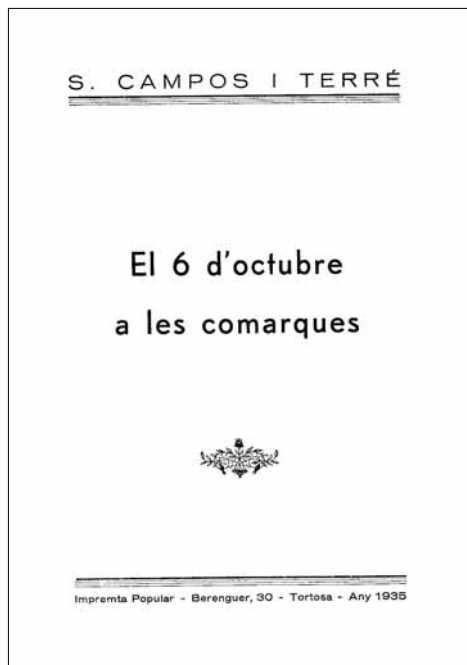 S. CAMPOS I TERRÉ
El 6 d'octubre
a les comarques
Impremta Popular - Berenguer, 30 - Tortosa - Any 1935